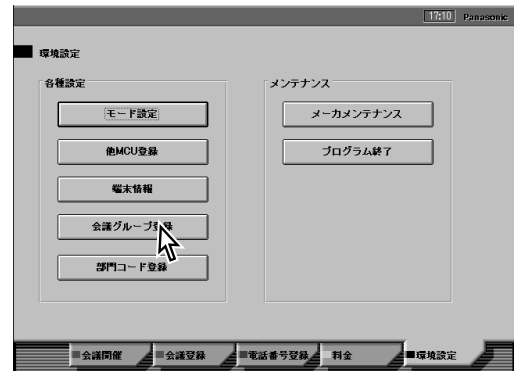 17:10 Panasonic
環境設定
各種設定
モード設定
他MCU登録
端末情報
会議グループ登録
部門コード登録
メンテナンス
メーカメンテナンス
プログラム終了
会議開催 会議登録 電話番号登録 料金 環境設定